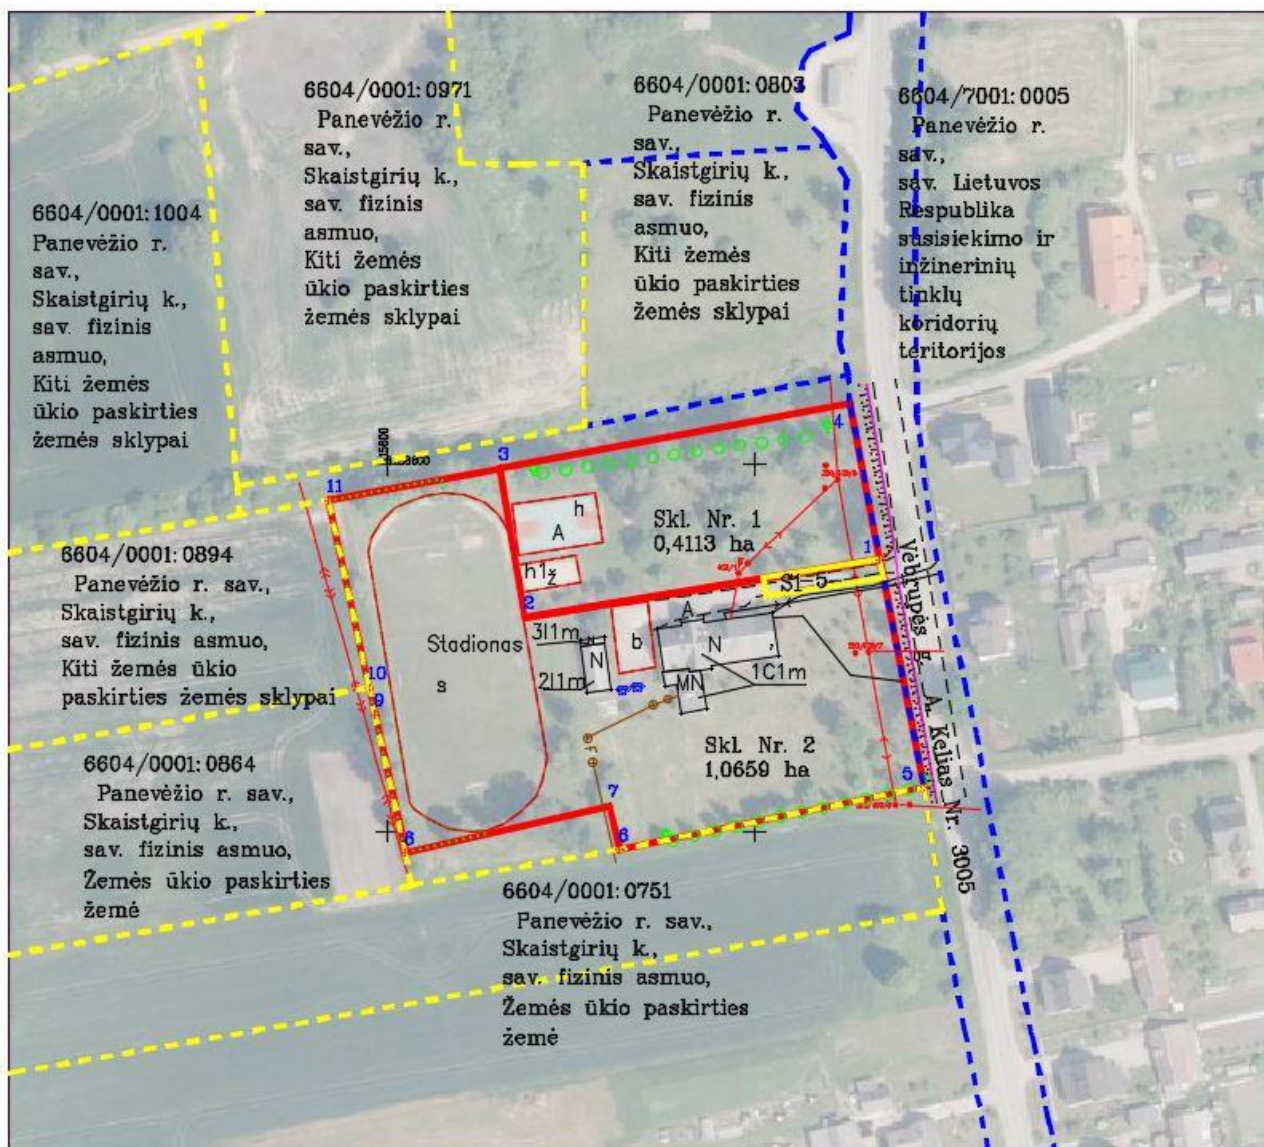 6604/0001:0971
Panevėžio r.
sav.,
Skaistgirių k.,
sav. fizinis
asmuo,
Kiti žemės
ūkio paskirties
žemės sklypai
6604/0001:0803
Panevėžio r.
sav.,
Skaistgirių k.,
sav. fizinis
asmuo,
Kiti žemės
ūkio paskirties
žemės sklypai
6604/7001:0005
Panevėžio r.
sav.,
sav. Lietuvos
Respublika
susisiekimo ir
inžinerinių
tinklų
koridorių
teritorijos
6604/0001:1004
Panevėžio r.
sav.,
Skaistgirių k.,
sav. fizinis
asmuo,
Kiti žemės
ūkio paskirties
žemės sklypai
4
3
11
h
A
Skl. Nr. 1
0,4113 ha
1
h1ž
S1-5
2
A
6604/0001:0894
Panevėžio r. sav.,
Skaistgirių k.,
sav. fizinis asmuo,
Kiti žemės ūkio
paskirties žemės sklypai
Stadionas
s
3I1m
N
2I1m
b
N
1C1m
MN
10
9
Vėbrupės g.
A. Kelias Nr. 3005
Skl. Nr. 2
1,0659 ha
5
7
F
6
8
6604/0001:0864
Panevėžio r. sav.,
Skaistgirių k.,
sav. fizinis asmuo,
Žemės ūkio paskirties
žemė
6604/0001:0751
Panevėžio r. sav.,
Skaistgirių k.,
sav. fizinis asmuo,
Žemės ūkio paskirties
žemė